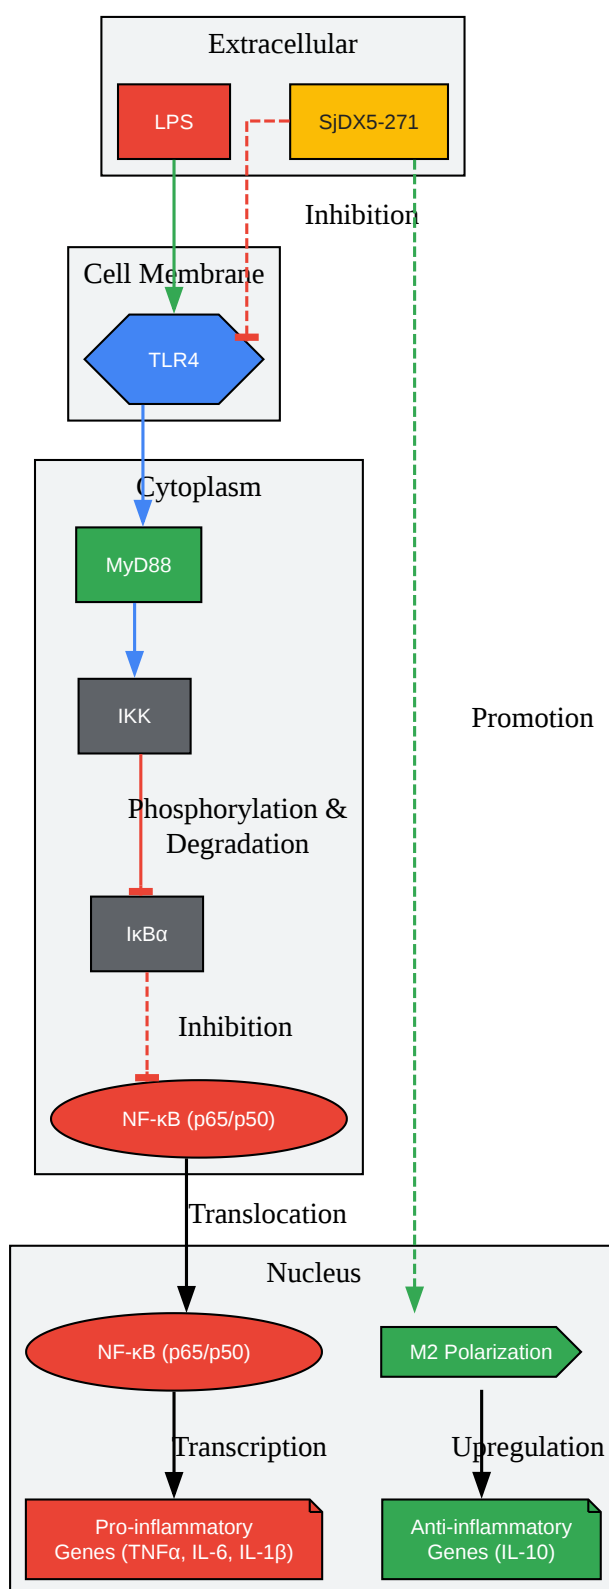 Extracellular
LPS
SjDX5-271
Inhibition
Cell Membrane
TLR4
Cytoplasm
MyD88
IKK
Promotion
Phosphorylation &
Degradation
IκBα
Inhibition
NF-κB (p65/p50)
Translocation
Nucleus
NF-κB (p65/p50)
M2 Polarization
Transcription
Upregulation
Pro-inflammatory
Genes (TNFα, IL-6, IL-1β)
Anti-inflammatory
Genes (IL-10)